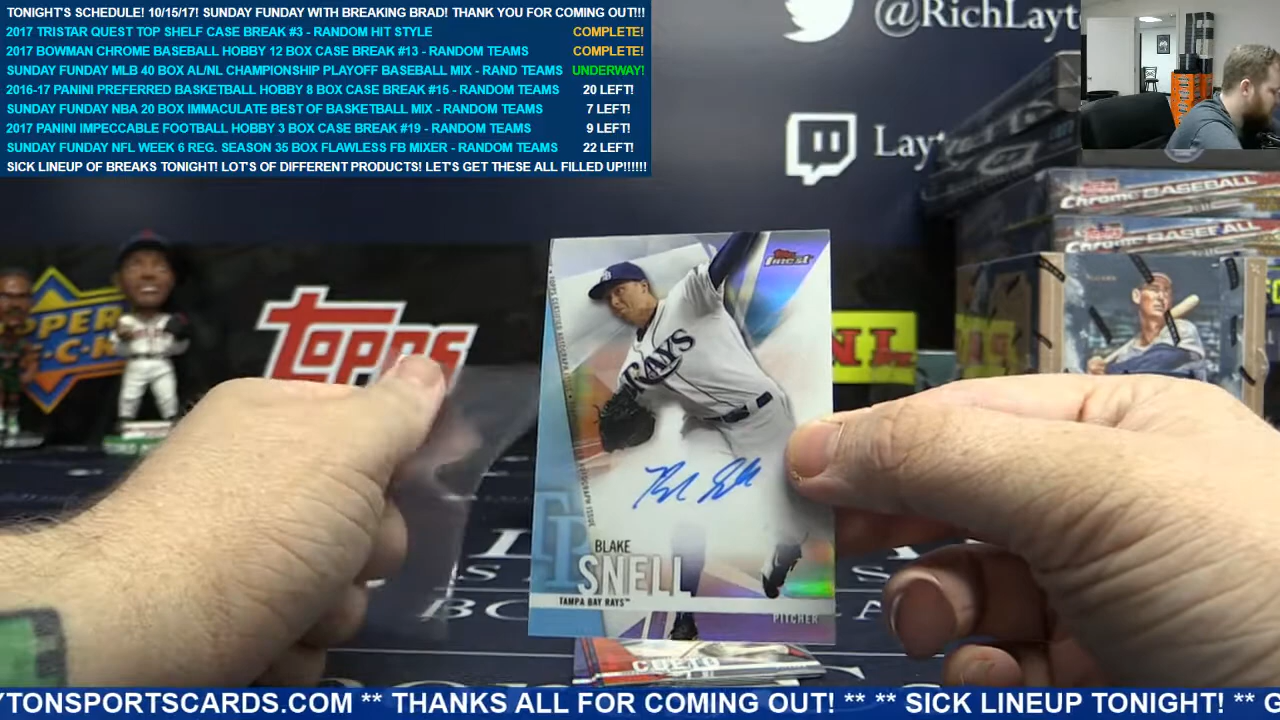 TONIGHT'S SCHEDULE! 10/15/17! SUNDAY FUNDAY WITH BREAKING BRAD! THANK YOU FOR COMING OUT!!!
2017 TRISTAR QUEST TOP SHELF CASE BREAK #3 - RANDOM HIT STYLE COMPLETE!
2017 BOWMAN CHROME BASEBALL HOBBY 12 BOX CASE BREAK #13 - RANDOM TEAMS COMPLETE!
SUNDAY FUNDAY MLB 40 BOX AL/NL CHAMPIONSHIP PLAYOFF BASEBALL MIX - RAND TEAMS UNDERWAY!
2016-17 PANINI PREFERRED BASKETBALL HOBBY 8 BOX CASE BREAK #15 - RANDOM TEAMS 20 LEFT!
SUNDAY FUNDAY NBA 20 BOX IMMACULATE BEST OF BASKETBALL MIX - RANDOM TEAMS 7 LEFT!
2017 PANINI IMPECCABLE FOOTBALL HOBBY 3 BOX CASE BREAK #19 - RANDOM TEAMS 9 LEFT!
SUNDAY FUNDAY NFL WEEK 6 REG. SEASON 35 BOX FLAWLESS FB MIXER - RANDOM TEAMS 22 LEFT!
SICK LINEUP OF BREAKS TONIGHT! LOT'S OF DIFFERENT PRODUCTS! LET'S GET THESE ALL FILLED UP!!!!!!
@RichLayt
Layt
Chrome BASEBALL
Chrome BASEBALL
Topps
Topps
finest
RAYS
BLAKE
SNELL
TAMPA BAY RAYS™
PITCHER
CUETO
YTONSPORTSCARDS.COM ** THANKS ALL FOR COMING OUT! ** ** SICK LINEUP TONIGHT! ** G